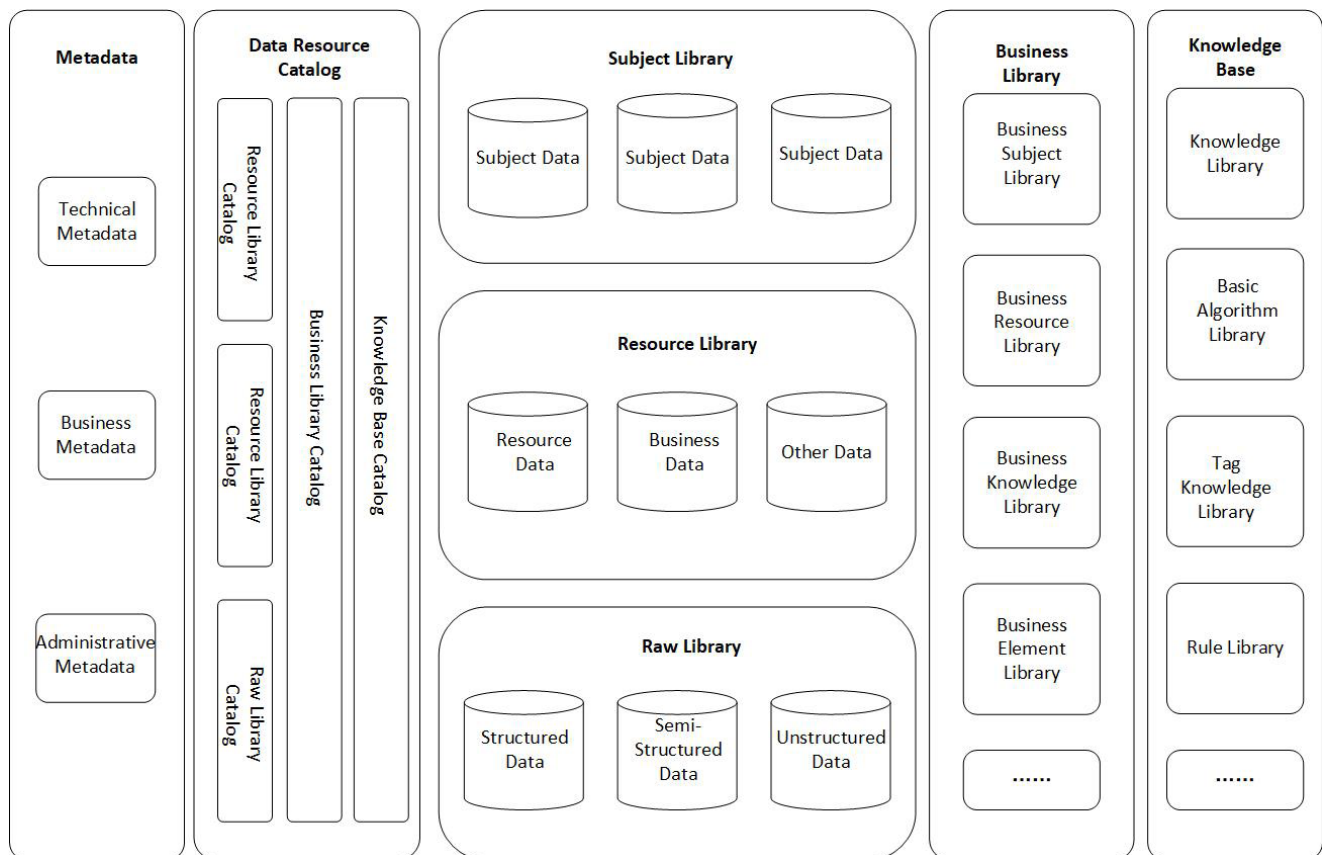 Metadata
Technical
Metadata
Business
Metadata
Administrative
Metadata
Data Resource
Catalog
Resource Library
Catalog
Resource Library
Catalog
Raw Library
Catalog
Business Library Catalog
Knowledge Base Catalog
Subject Library
Subject Data
Subject Data
Subject Data
Resource Library
Resource
Data
Business
Data
Other Data
Raw Library
Structured
Data
Semi-
Structured
Data
Unstructured
Data
Business
Library
Business
Subject
Library
Business
Resource
Library
Business
Knowledge
Library
Business
Element
Library
......
Knowledge
Base
Knowledge
Library
Basic
Algorithm
Library
Tag
Knowledge
Library
Rule Library
......